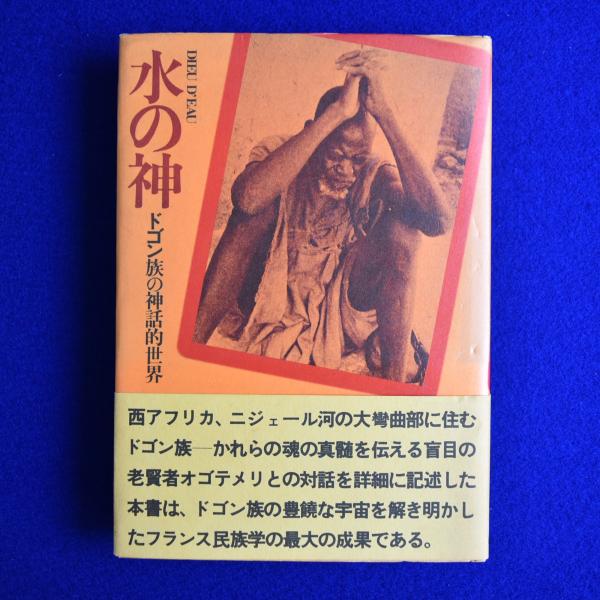 DIEU D'EAU
水の神
ドゴン族の神話的世界
西アフリカ、ニジェール河の大彎曲部に住む
ドゴン族──かれらの魂の真髄を伝える盲目の
老賢者オゴテメリとの対話を詳細に記述した
本書は、ドゴン族の豊饒な宇宙を解き明かし
たフランス民族学の最大の成果である。